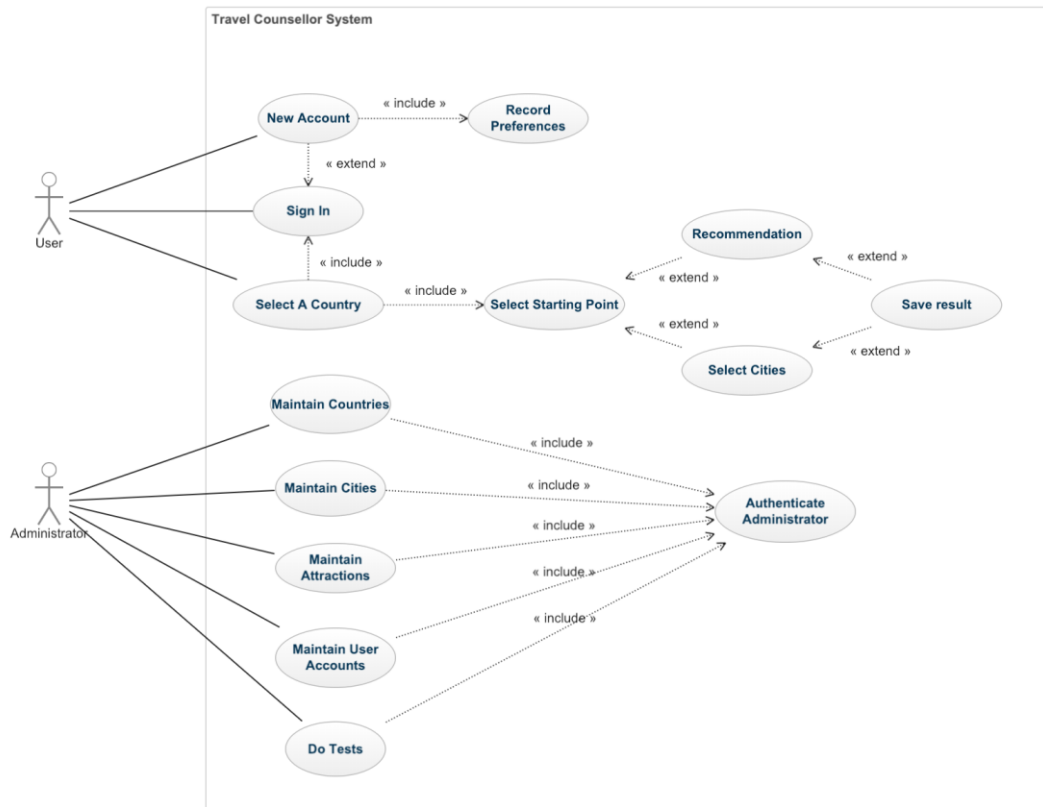 Travel Counsellor System
New Account
« include »
Record
Preferences
« extend »
User
Sign In
« include »
Select A Country
« include »
Select Starting Point
Recommendation
« extend »
« extend »
Save result
« extend »
« extend »
Select Cities
Administrator
Maintain Countries
« include »
Maintain Cities
« include »
Authenticate
Administrator
Maintain
Attractions
« include »
« include »
Maintain User
Accounts
« include »
Do Tests